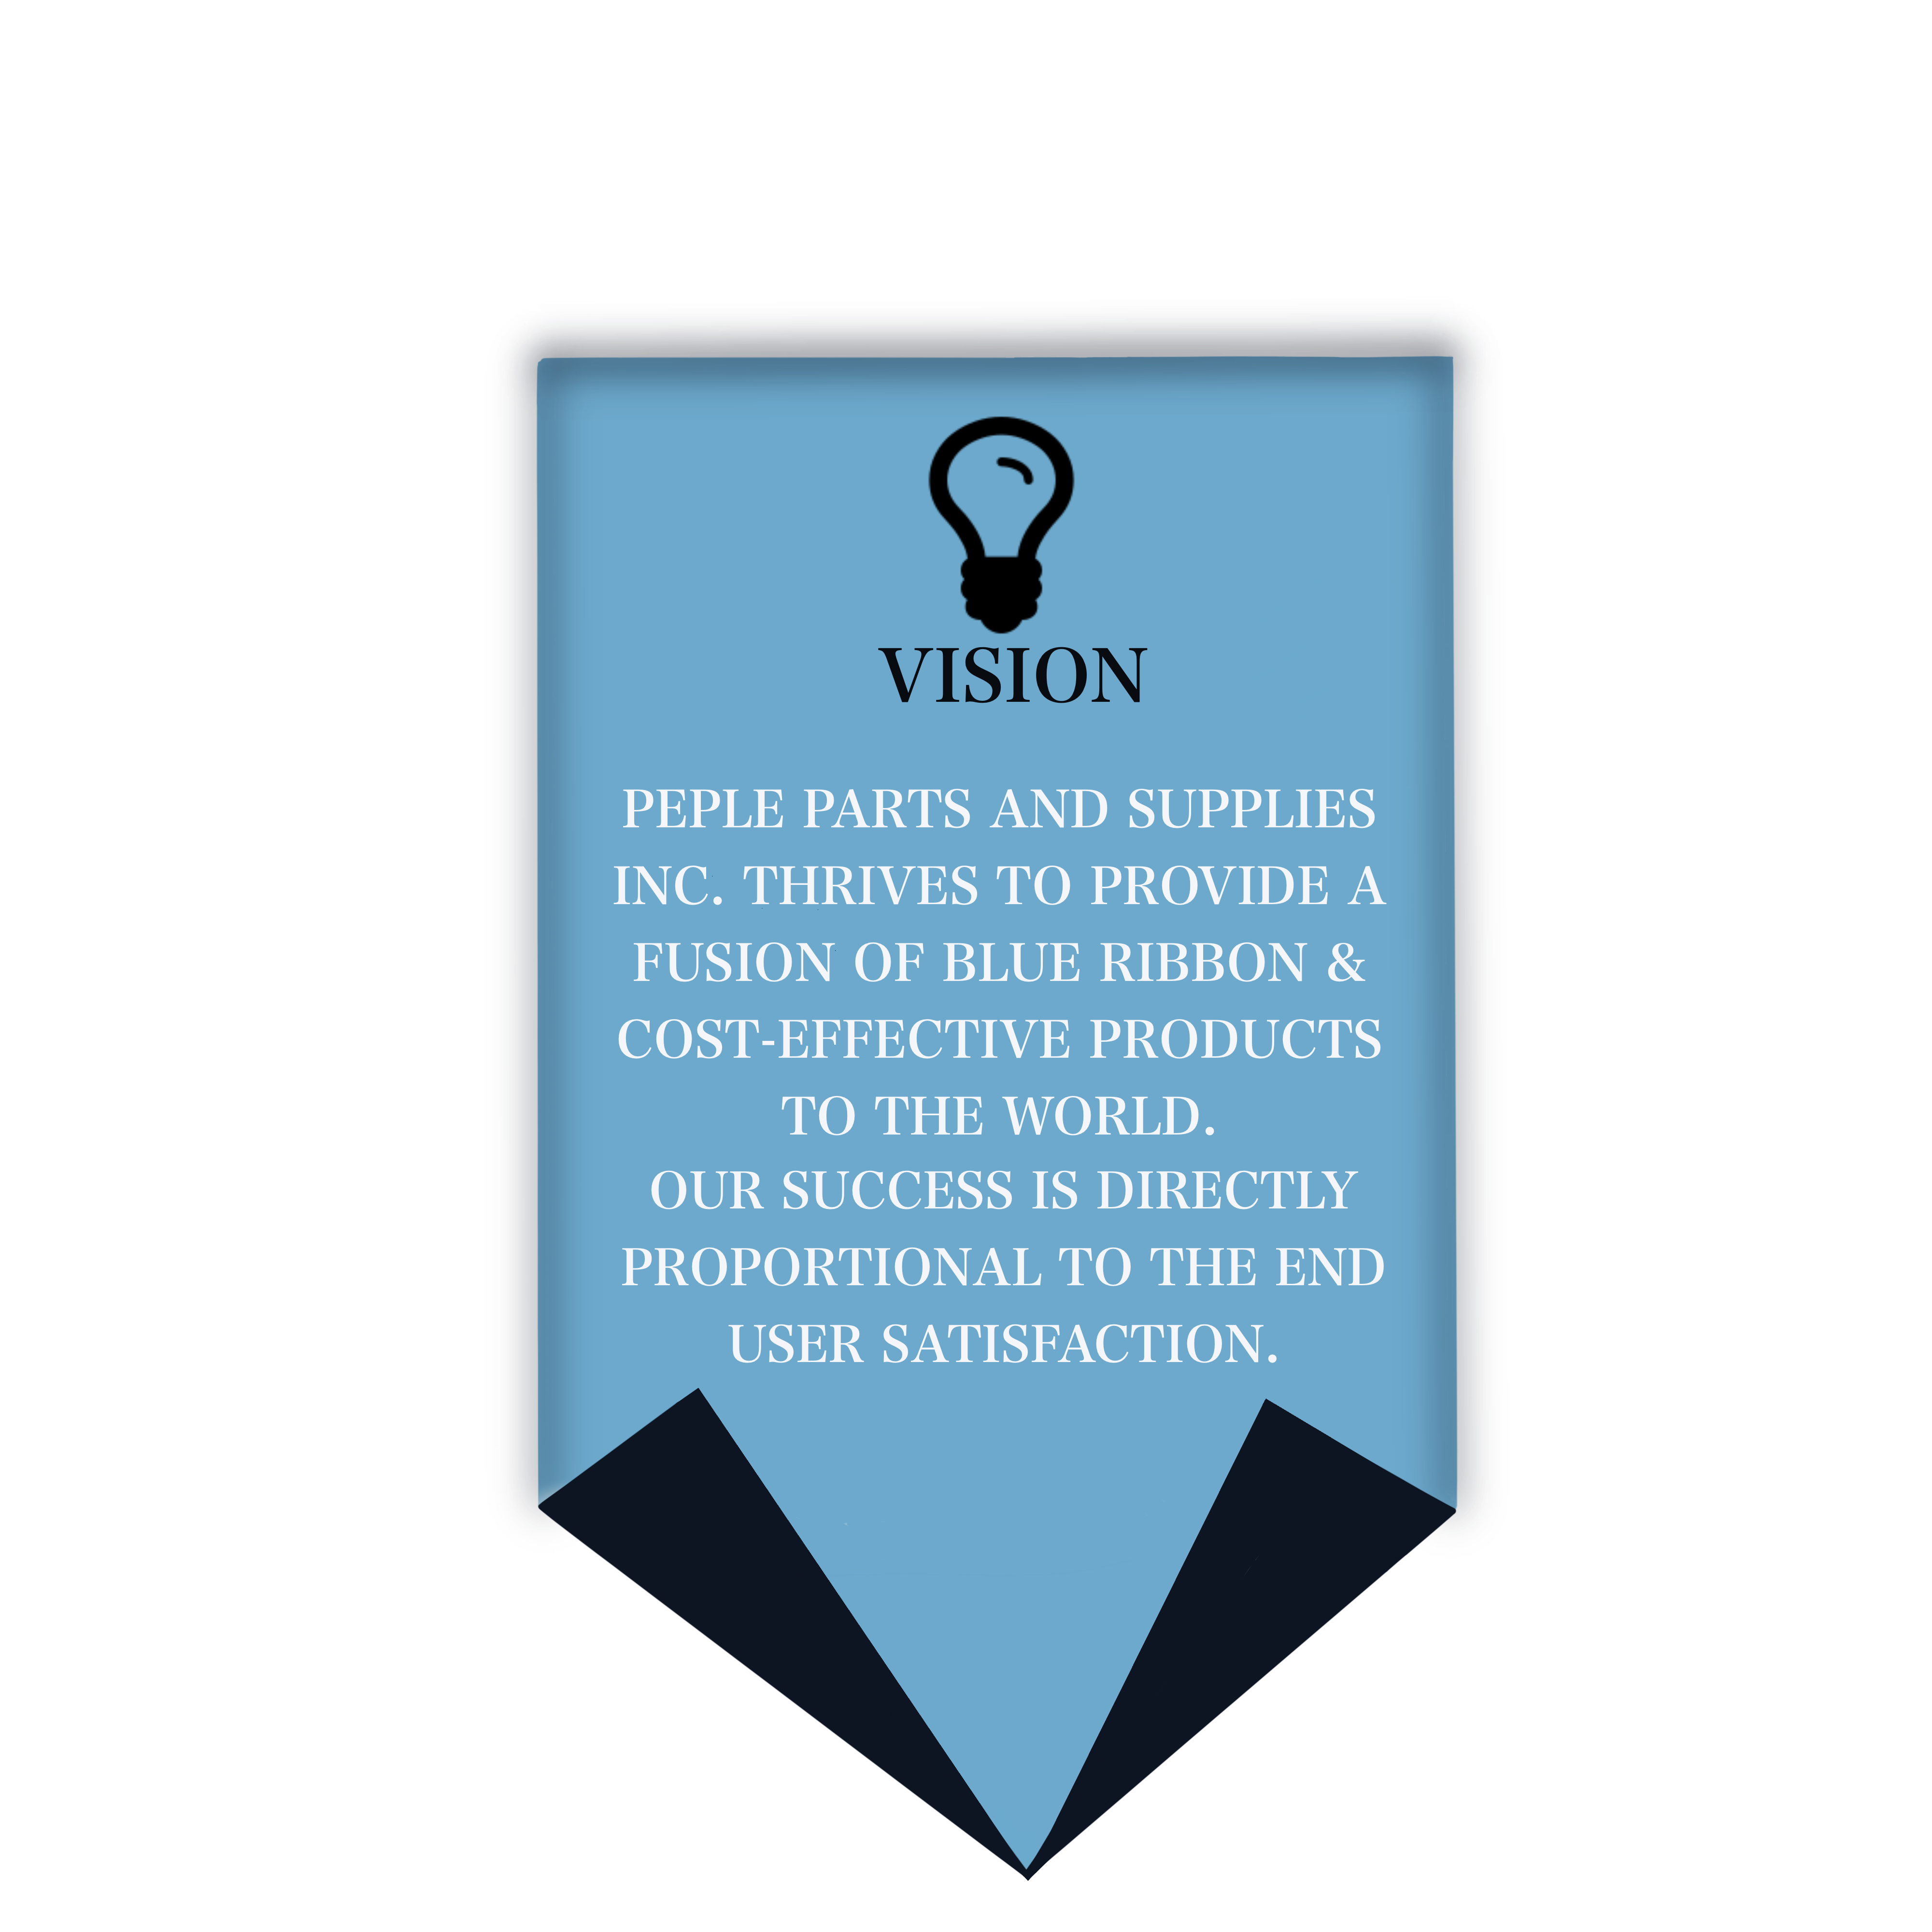 VISION
PEPLE PARTS AND SUPPLIES
INC. THRIVES TO PROVIDE A
FUSION OF BLUE RIBBON &
COST-EFFECTIVE PRODUCTS
TO THE WORLD.
OUR SUCCESS IS DIRECTLY
PROPORTIONAL TO THE END
USER SATISFACTION.